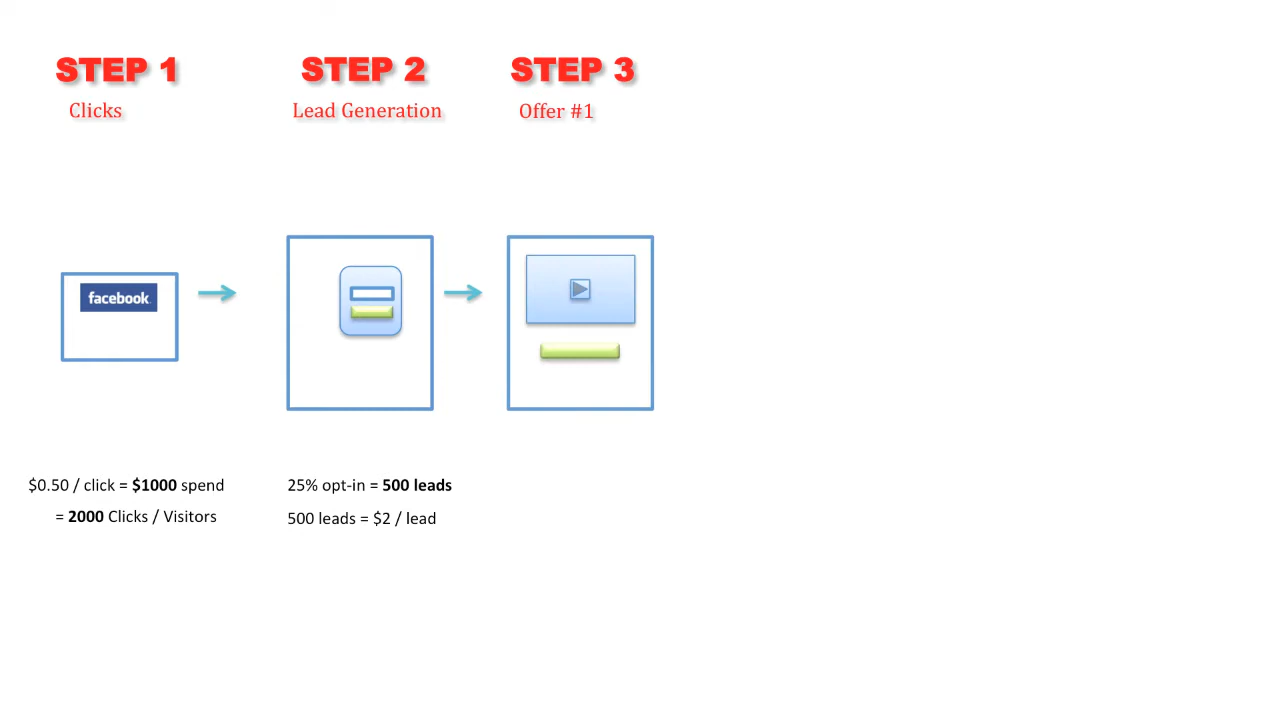 STEP 1
Clicks
STEP 2
Lead Generation
STEP 3
Offer #1
facebook
$0.50 / click = $1000 spend
= 2000 Clicks / Visitors
25% opt-in = 500 leads
500 leads = $2 / lead